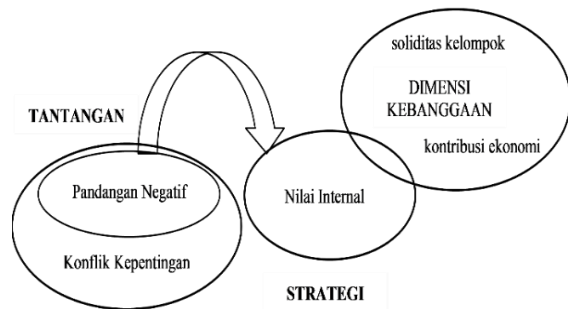 soliditas kelompok
DIMENSI
KEBANGGAAN
kontribusi ekonomi
TANTANGAN
Pandangan Negatif
Konflik Kepentingan
Nilai Internal
STRATEGI